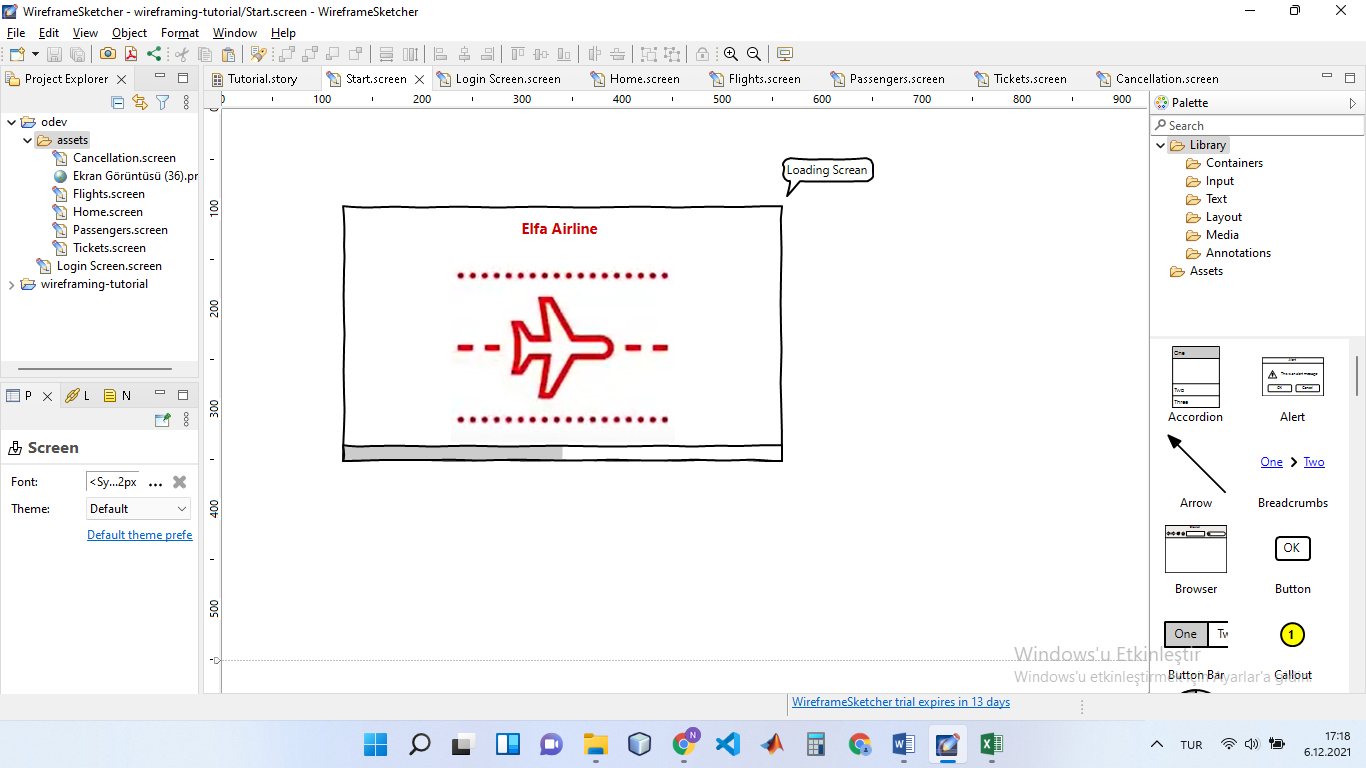 WireframeSketcher - wireframing-tutorial/Start.screen - WireframeSketcher
File Edit View Object Format Window Help
Project Explorer
Tutorial.story Start.screen Login Screen.screen Home.screen Flights.screen Passengers.screen Tickets.screen Cancellation.screen
0 100 200 300 400 500 600 700 800 900
0
100
200
300
400
500
odev
assets
Cancellation.screen
Ekran Görüntüsü (36).pr
Flights.screen
Home.screen
Passengers.screen
Tickets.screen
Login Screen.screen
wireframing-tutorial
P L N
Screen
Font: <Sy...2px ...
Theme: Default
Default theme prefe
Loading Screan
Elfa Airline
Palette
Search
Library
Containers
Input
Text
Layout
Media
Annotations
Assets
One
Two
Three
Accordion
Alert
This is an alert message
OK Cancel
Alert
Arrow
One > Two
Breadcrumbs
Browser
OK
Button
One Tw
Button Bar
1
Callout
Windows'u Etkinleştir
Windows'u etkinleştirmek için Ayarlar'a gidin.
WireframeSketcher trial expires in 13 days
N
TUR
17:18
6.12.2021